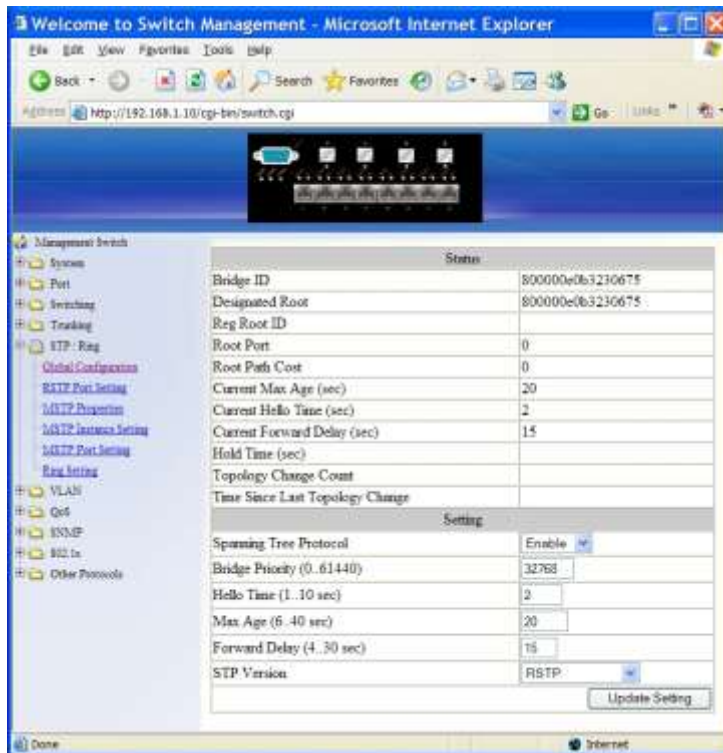 Welcome to Switch Management - Microsoft Internet Explorer
File Edit View Favorites Tools Help
Back Search Favorites
Address http://192.168.1.10/cgi-bin/switch.cgi Go Links
Management Switch
System
Port
Switching
Trunking
STP / Ring
Global Configuration
RSTP Port Setting
MSTP Properties
MSTP Instance Setting
MSTP Port Setting
Ring Setting
VLAN
QoS
SNMP
802.1x
Other Protocols
Status
Bridge ID 800000e0b3230675
Designated Root 800000e0b3230675
Reg Root ID
Root Port 0
Root Path Cost 0
Current Max Age (sec) 20
Current Hello Time (sec) 2
Current Forward Delay (sec) 15
Hold Time (sec)
Topology Change Count
Time Since Last Topology Change
Setting
Spanning Tree Protocol Enable
Bridge Priority (0..61440) 32768
Hello Time (1..10 sec) 2
Max Age (6..40 sec) 20
Forward Delay (4..30 sec) 15
STP Version RSTP
Update Setting
Done Internet